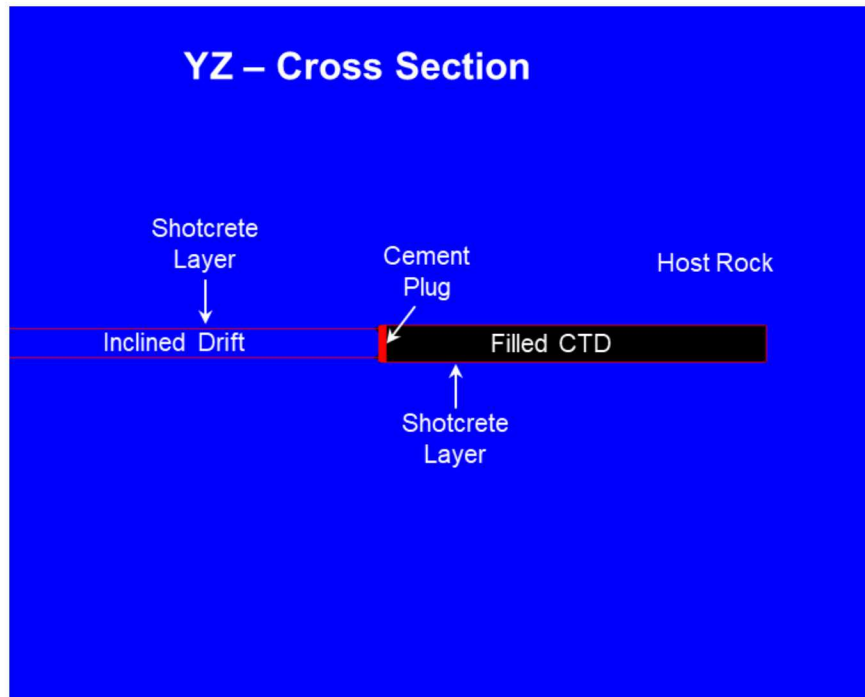 YZ – Cross Section
Shotcrete
Layer
Cement
Plug
Host Rock
Inclined Drift
Filled CTD
Shotcrete
Layer